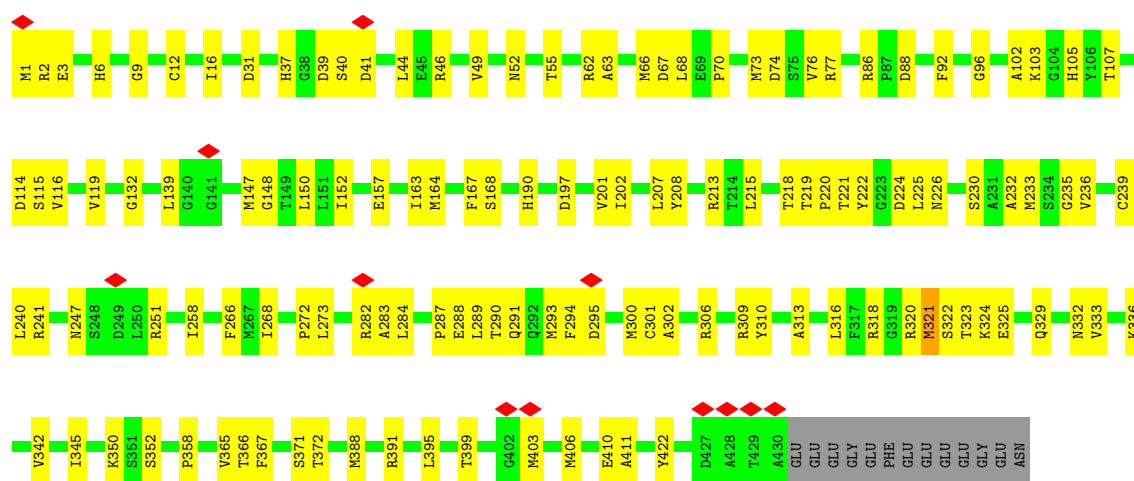 M1 R2 E3 H6 G9 C12 I16 D31 H37 G38 D39 S40 D41 L44 E45 R46 V49 N52 T55 R62 A63 M66 D67 L68 E69 P70 M73 D74 S75 V76 R77 R86 P87 D88 F92 G96 A102 K103 G104 H105 Y106 T107
D114 S115 V116 V119 G132 L139 G140 G141 M147 G148 T149 L150 L151 I152 E157 I163 M164 F167 S168 H190 D197 V201 I202 L207 Y208 R213 T214 L215 T218 T219 P220 T221 Y222 G223 D224 L225 N226 S230 A231 A232 M233 S234 G235 V236 C239
L240 R241 N247 S248 D249 L250 R251 I258 F266 M267 I268 P272 L273 R282 A283 L284 P287 E288 L289 T290 Q291 Q292 M293 F294 D295 M300 C301 A302 R306 R309 Y310 A313 L316 F317 R318 G319 R320 M321 S322 T323 K324 E325 Q329 N332 V333 K336
V342 I345 K350 S351 S352 P358 V365 T366 F367 S371 T372 M388 R391 L395 T399 G402 M403 M406 E410 A411 Y422 D427 A428 T429 A430 GLU GLU GLU GLY GLU PHE GLU GLU GLU GLU GLY GLU ASN